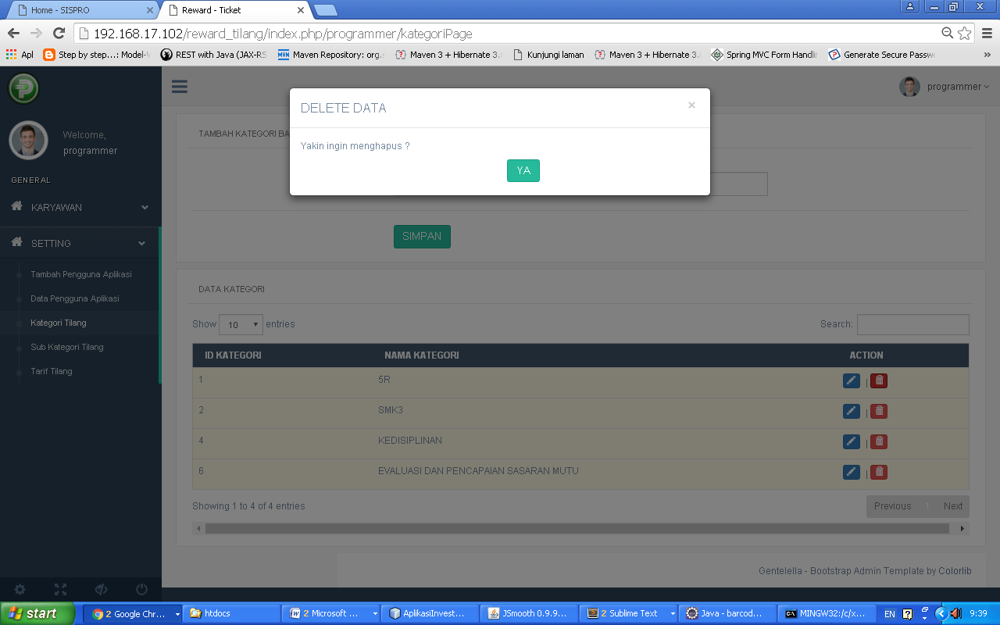 Home - SISPRO
Reward - Ticket
192.168.17.102/reward_tilang/index.php/programmer/kategoriPage
Apl
Step by step...: Model-
REST with Java (JAX-RS
Maven Repository: org.
Maven 3 + Hibernate 3.
Kunjungi laman
Maven 3 + Hibernate 3.
Spring MVC Form Handli
Generate Secure Passw
»
Welcome,
programmer
GENERAL
KARYAWAN
SETTING
Tambah Pengguna Aplikasi
Data Pengguna Aplikasi
Kategori Tilang
Sub Kategori Tilang
Tarif Tilang
programmer
DELETE DATA
×
Yakin ingin menghapus ?
YA
TAMBAH KATEGORI BA
SIMPAN
DATA KATEGORI
Show 10 entries
Search:
ID KATEGORI NAMA KATEGORI ACTION
1 5R |
2 SMK3 |
4 KEDISIPLINAN |
6 EVALUASI DAN PENCAPAIAN SASARAN MUTU |
Showing 1 to 4 of 4 entries
Previous 1 Next
Gentelella - Bootstrap Admin Template by Colorlib
start
2 Google Chr...
htdocs
2 Microsoft ...
AplikasiInvest...
JSmooth 0.9.9...
2 Sublime Text
Java - barcod...
MINGW32:/c/x...
EN
9:39